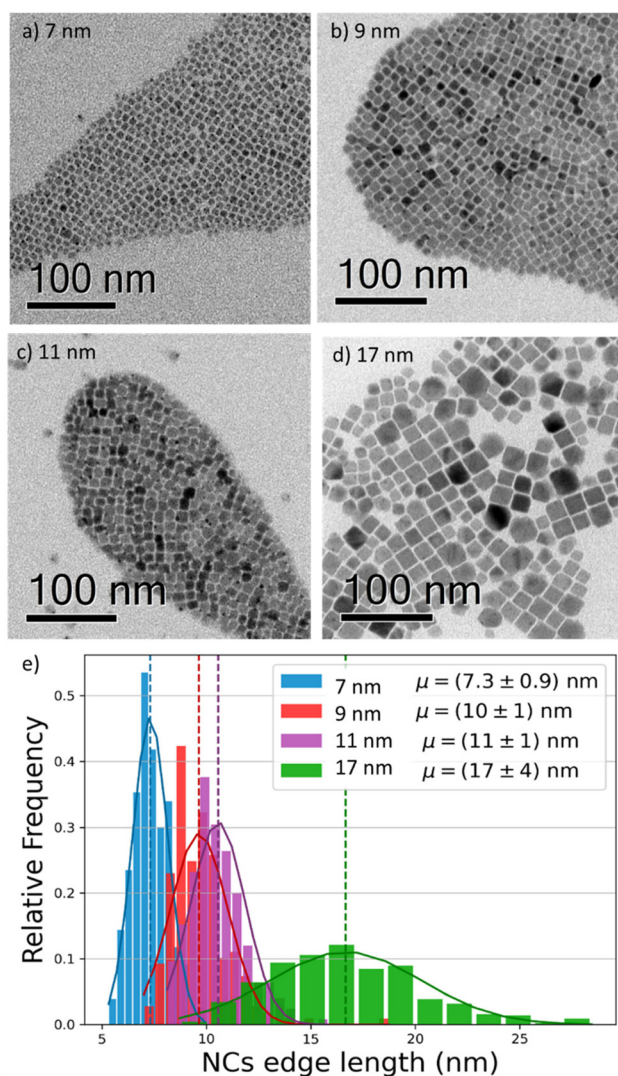 a) 7 nm
b) 9 nm
100 nm
100 nm
c) 11 nm
d) 17 nm
100 nm
100 nm
e)
7 nm μ = (7.3 ± 0.9) nm
9 nm μ = (10 ± 1) nm
11 nm μ = (11 ± 1) nm
17 nm μ = (17 ± 4) nm
Relative Frequency
0.5
0.4
0.3
0.2
0.1
0.0
5 10 15 20 25
NCs edge length (nm)